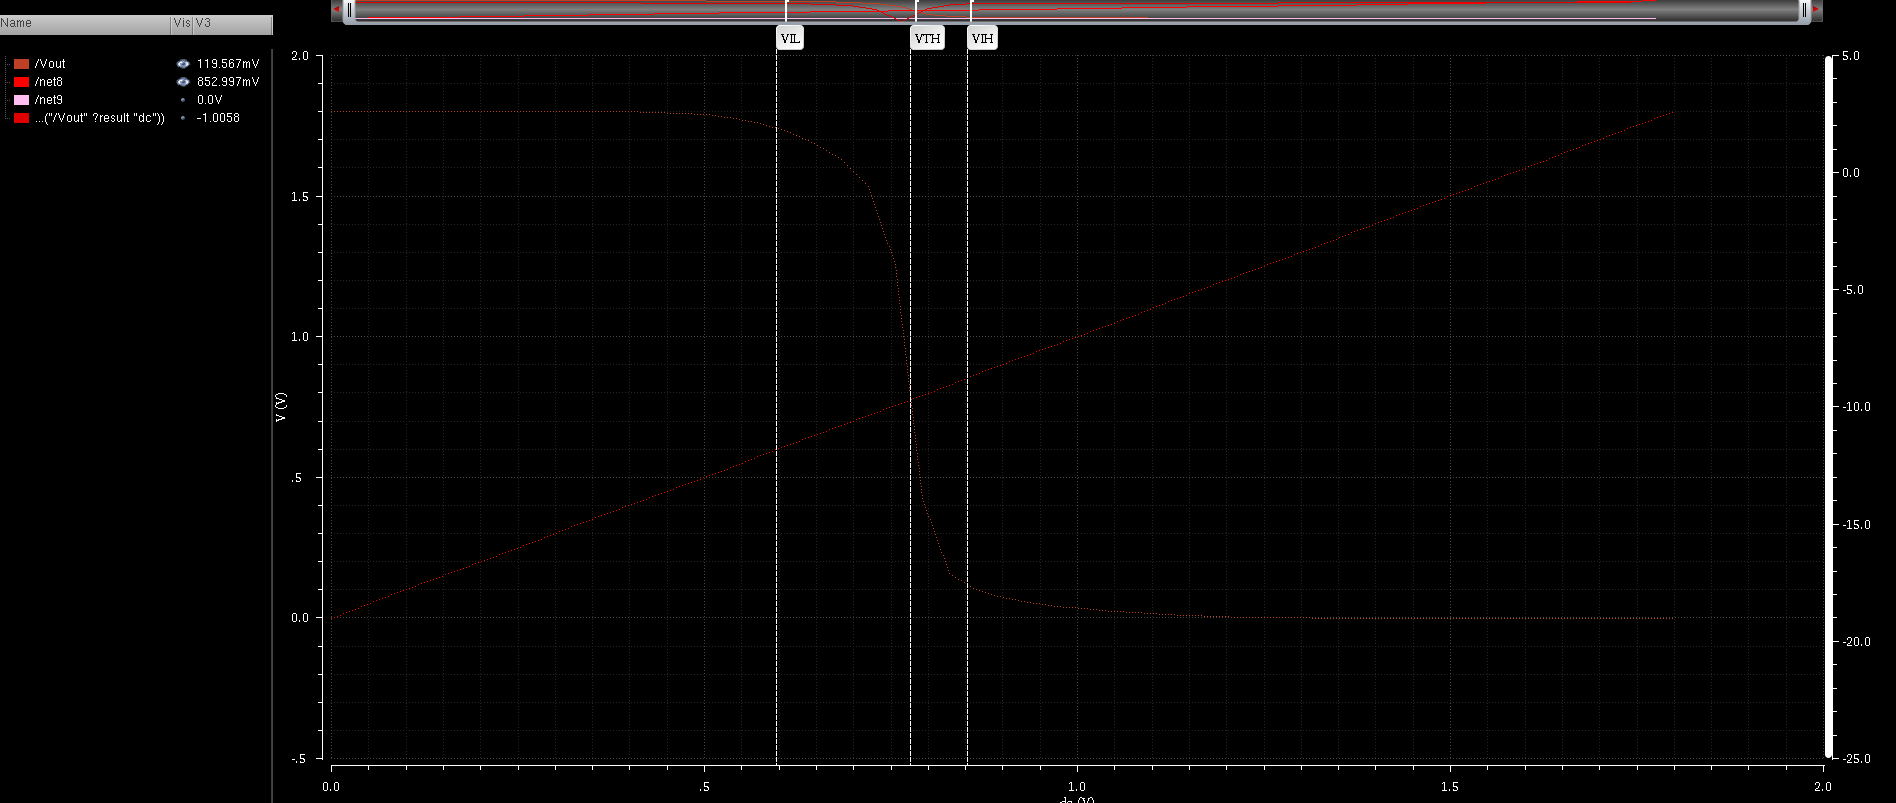 Name Vis V3
/Vout 119.567mV
/net8 852.997mV
/net9 0.0V
...("/Vout" ?result "dc")) -1.0058
VIL VTH VIH
2.0
1.5
1.0
.5
0.0
-.5
V (V)
5.0
0.0
-5.0
-10.0
-15.0
-20.0
-25.0
0.0 .5 1.0 1.5 2.0
dc (V)